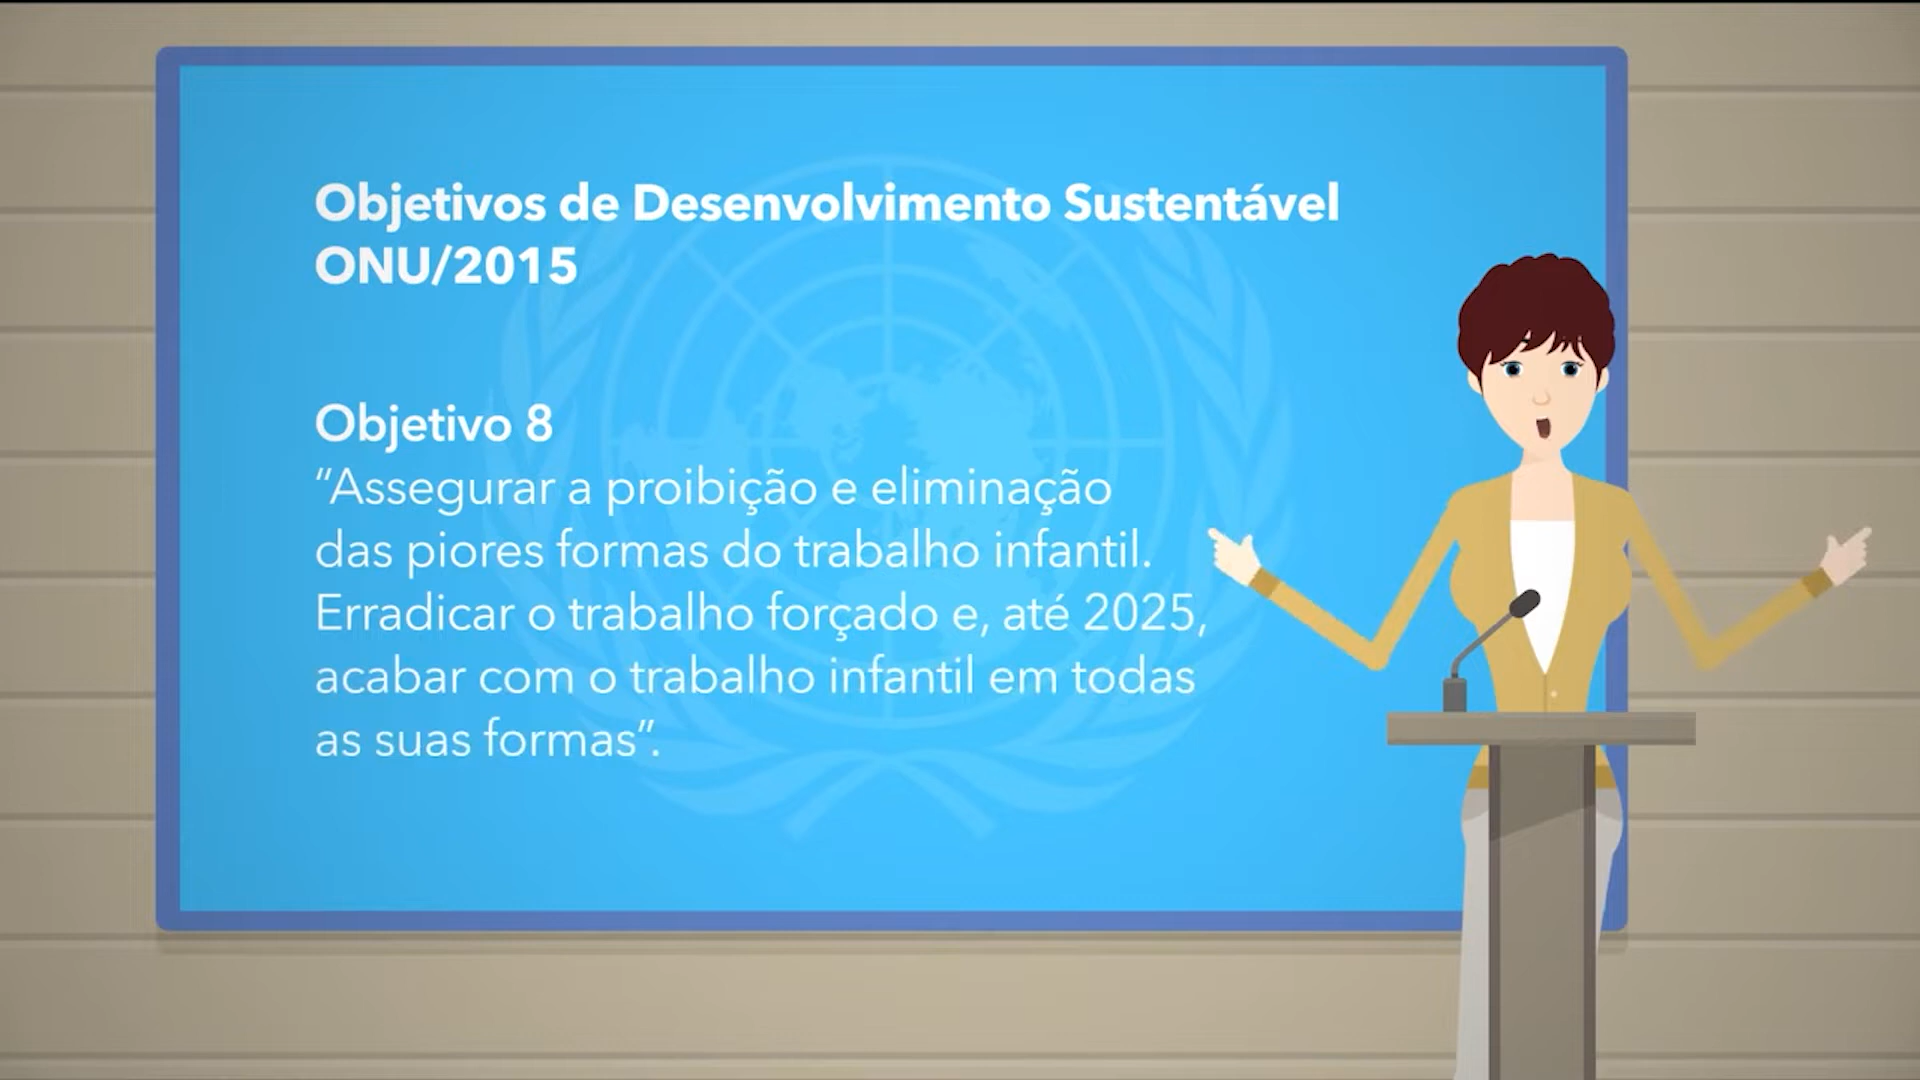 Objetivos de Desenvolvimento Sustentável
ONU/2015
Objetivo 8
“Assegurar a proibição e eliminação
das piores formas do trabalho infantil.
Erradicar o trabalho forçado e, até 2025,
acabar com o trabalho infantil em todas
as suas formas”.